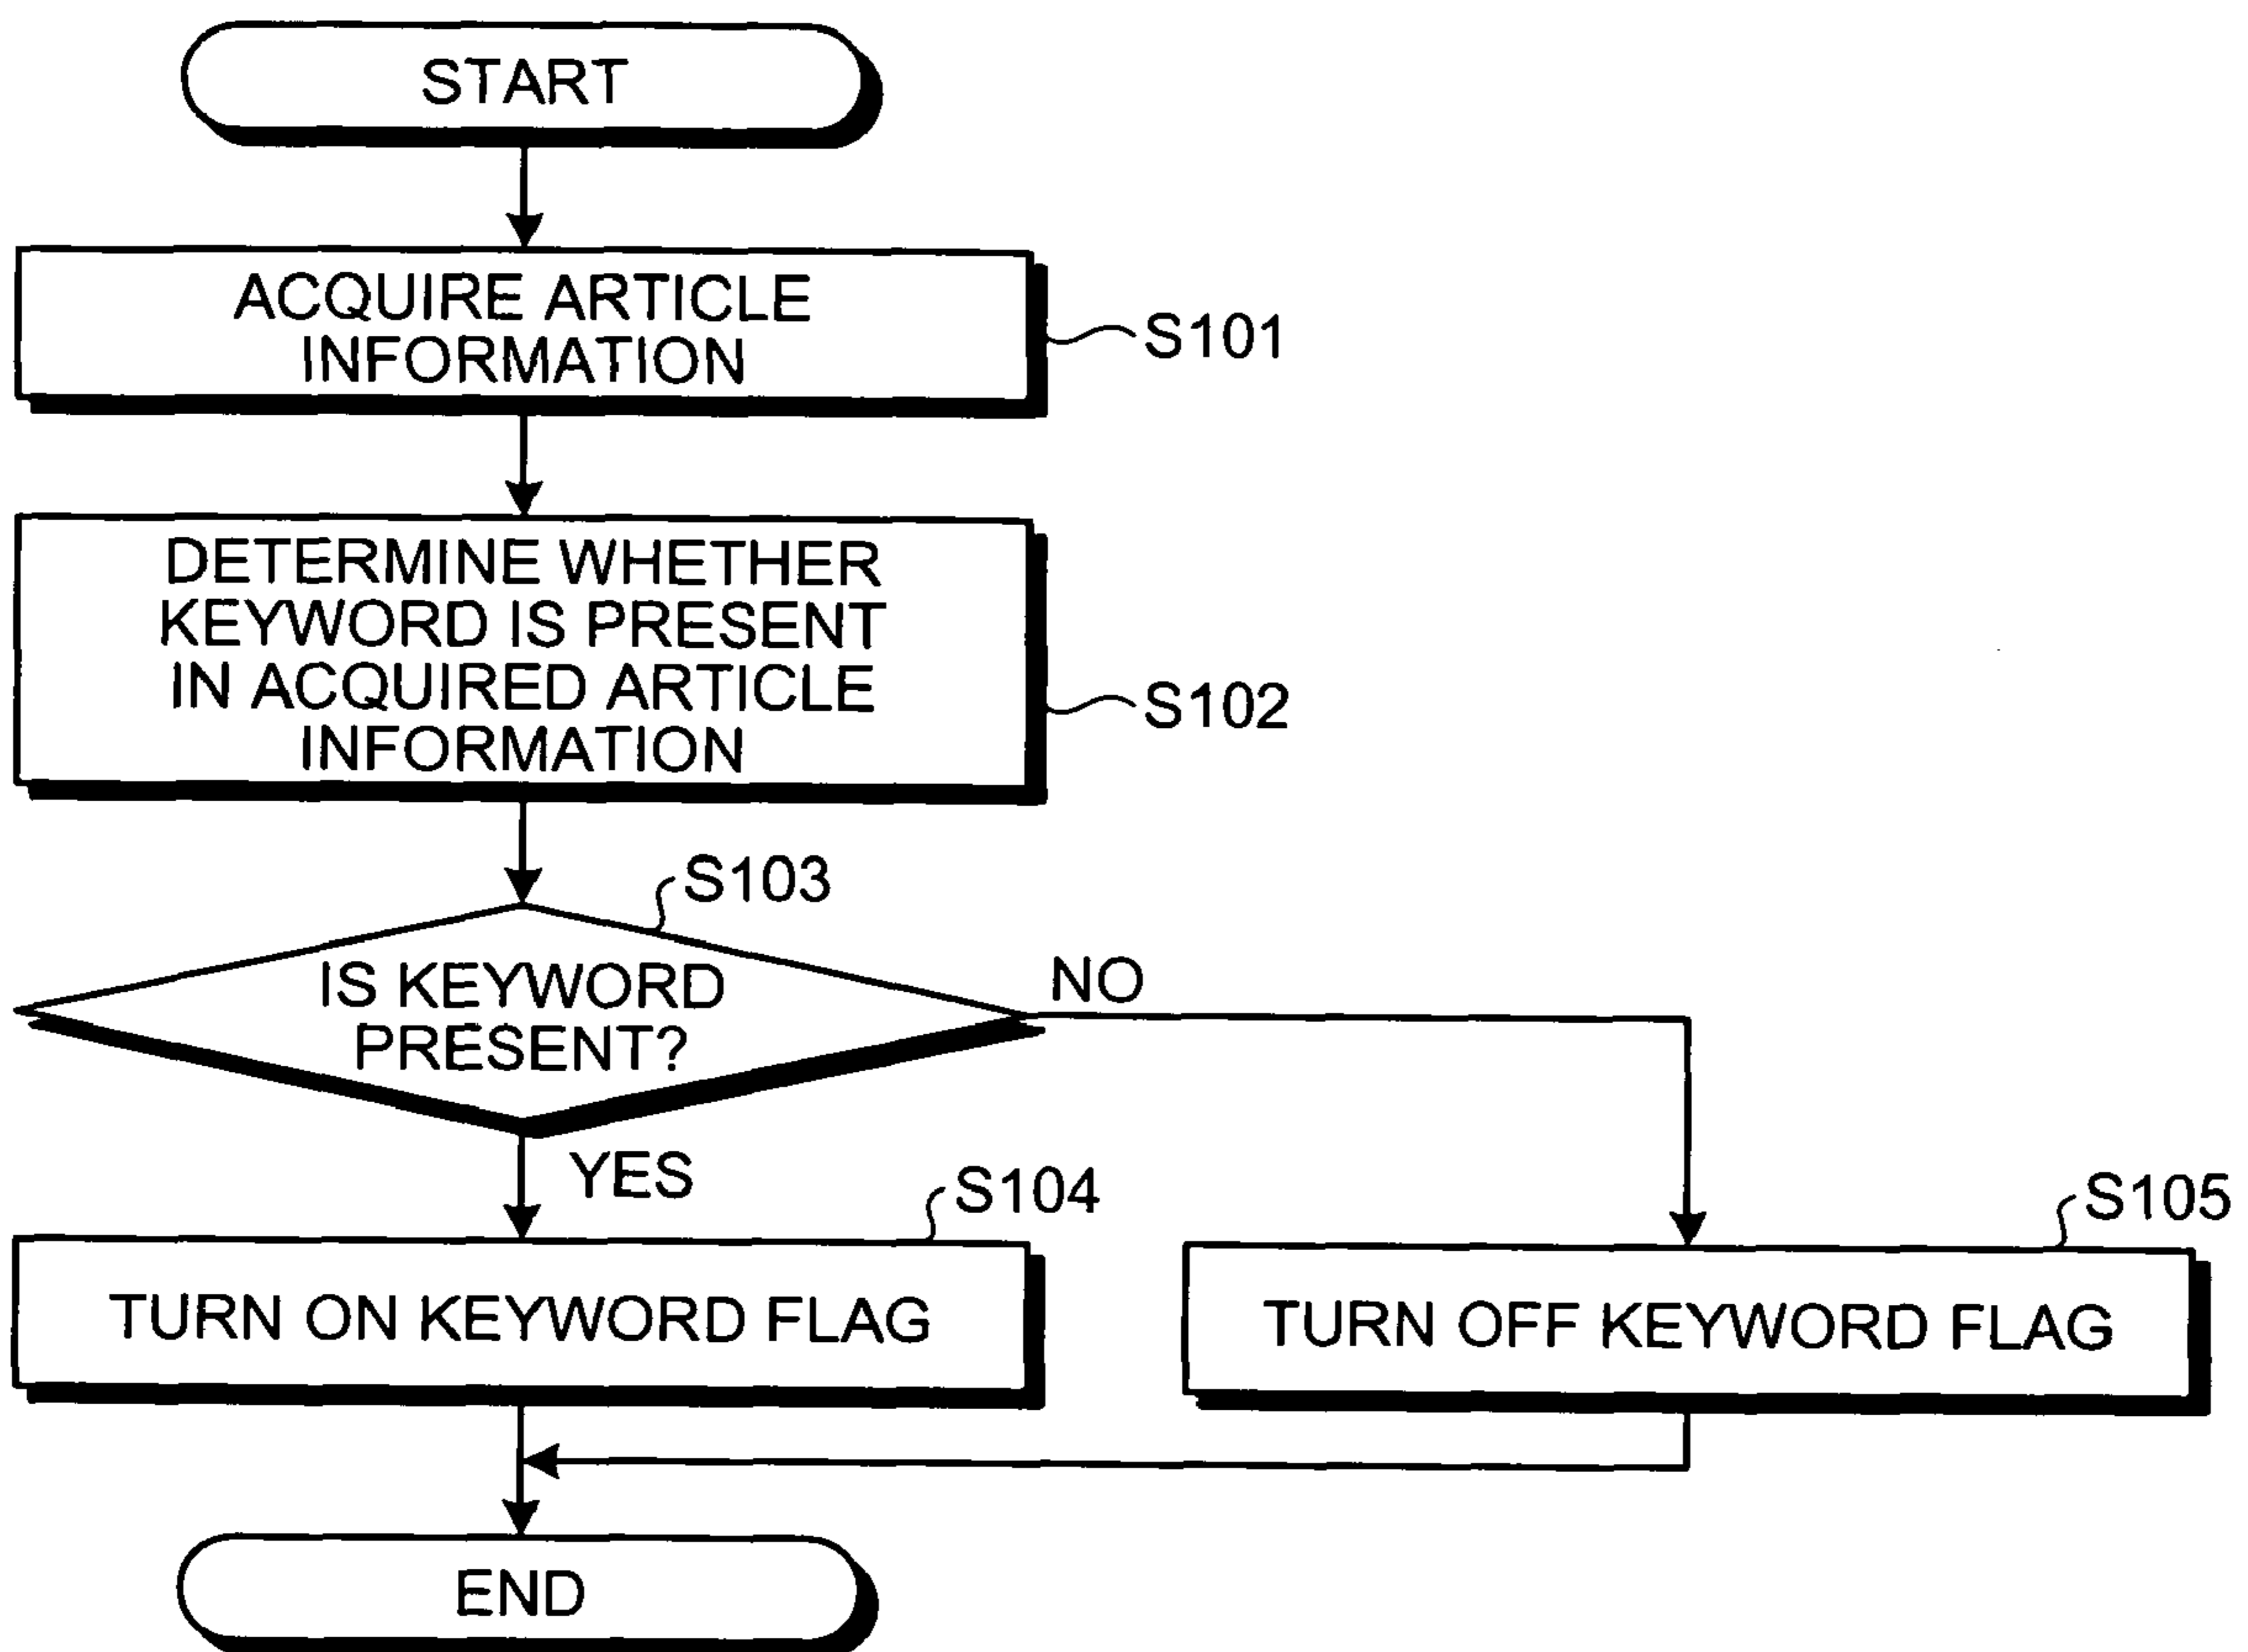 START
ACQUIRE ARTICLE
INFORMATION
S101
DETERMINE WHETHER
KEYWORD IS PRESENT
IN ACQUIRED ARTICLE
INFORMATION
S102
S103
IS KEYWORD
PRESENT?
NO
YES
S104
S105
TURN ON KEYWORD FLAG
TURN OFF KEYWORD FLAG
END